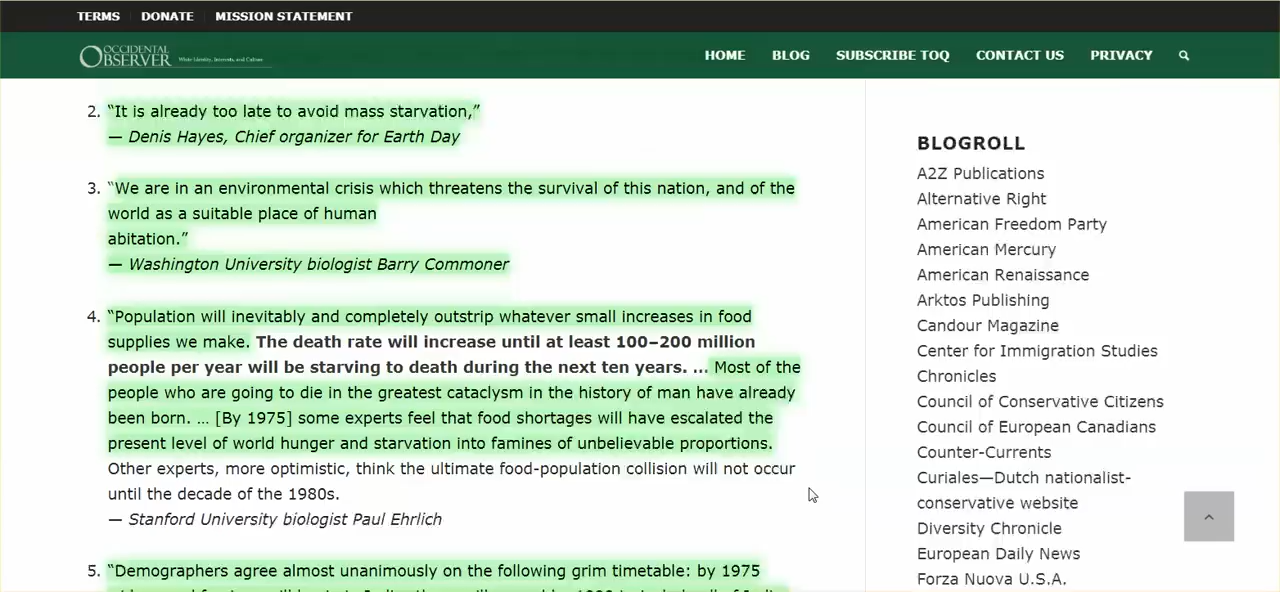 TERMS DONATE MISSION STATEMENT
OCCIDENTAL
OBSERVER White Identity, Interests, and Culture
HOME BLOG SUBSCRIBE TOQ CONTACT US PRIVACY
2. “It is already too late to avoid mass starvation,”
— Denis Hayes, Chief organizer for Earth Day
3. “We are in an environmental crisis which threatens the survival of this nation, and of the
world as a suitable place of human
abitation.”
— Washington University biologist Barry Commoner
4. “Population will inevitably and completely outstrip whatever small increases in food
supplies we make. The death rate will increase until at least 100–200 million
people per year will be starving to death during the next ten years. … Most of the
people who are going to die in the greatest cataclysm in the history of man have already
been born. … [By 1975] some experts feel that food shortages will have escalated the
present level of world hunger and starvation into famines of unbelievable proportions.
Other experts, more optimistic, think the ultimate food-population collision will not occur
until the decade of the 1980s.
— Stanford University biologist Paul Ehrlich
5. “Demographers agree almost unanimously on the following grim timetable: by 1975
BLOGROLL
A2Z Publications
Alternative Right
American Freedom Party
American Mercury
American Renaissance
Arktos Publishing
Candour Magazine
Center for Immigration Studies
Chronicles
Council of Conservative Citizens
Council of European Canadians
Counter-Currents
Curiales—Dutch nationalist-
conservative website
Diversity Chronicle
European Daily News
Forza Nuova U.S.A.